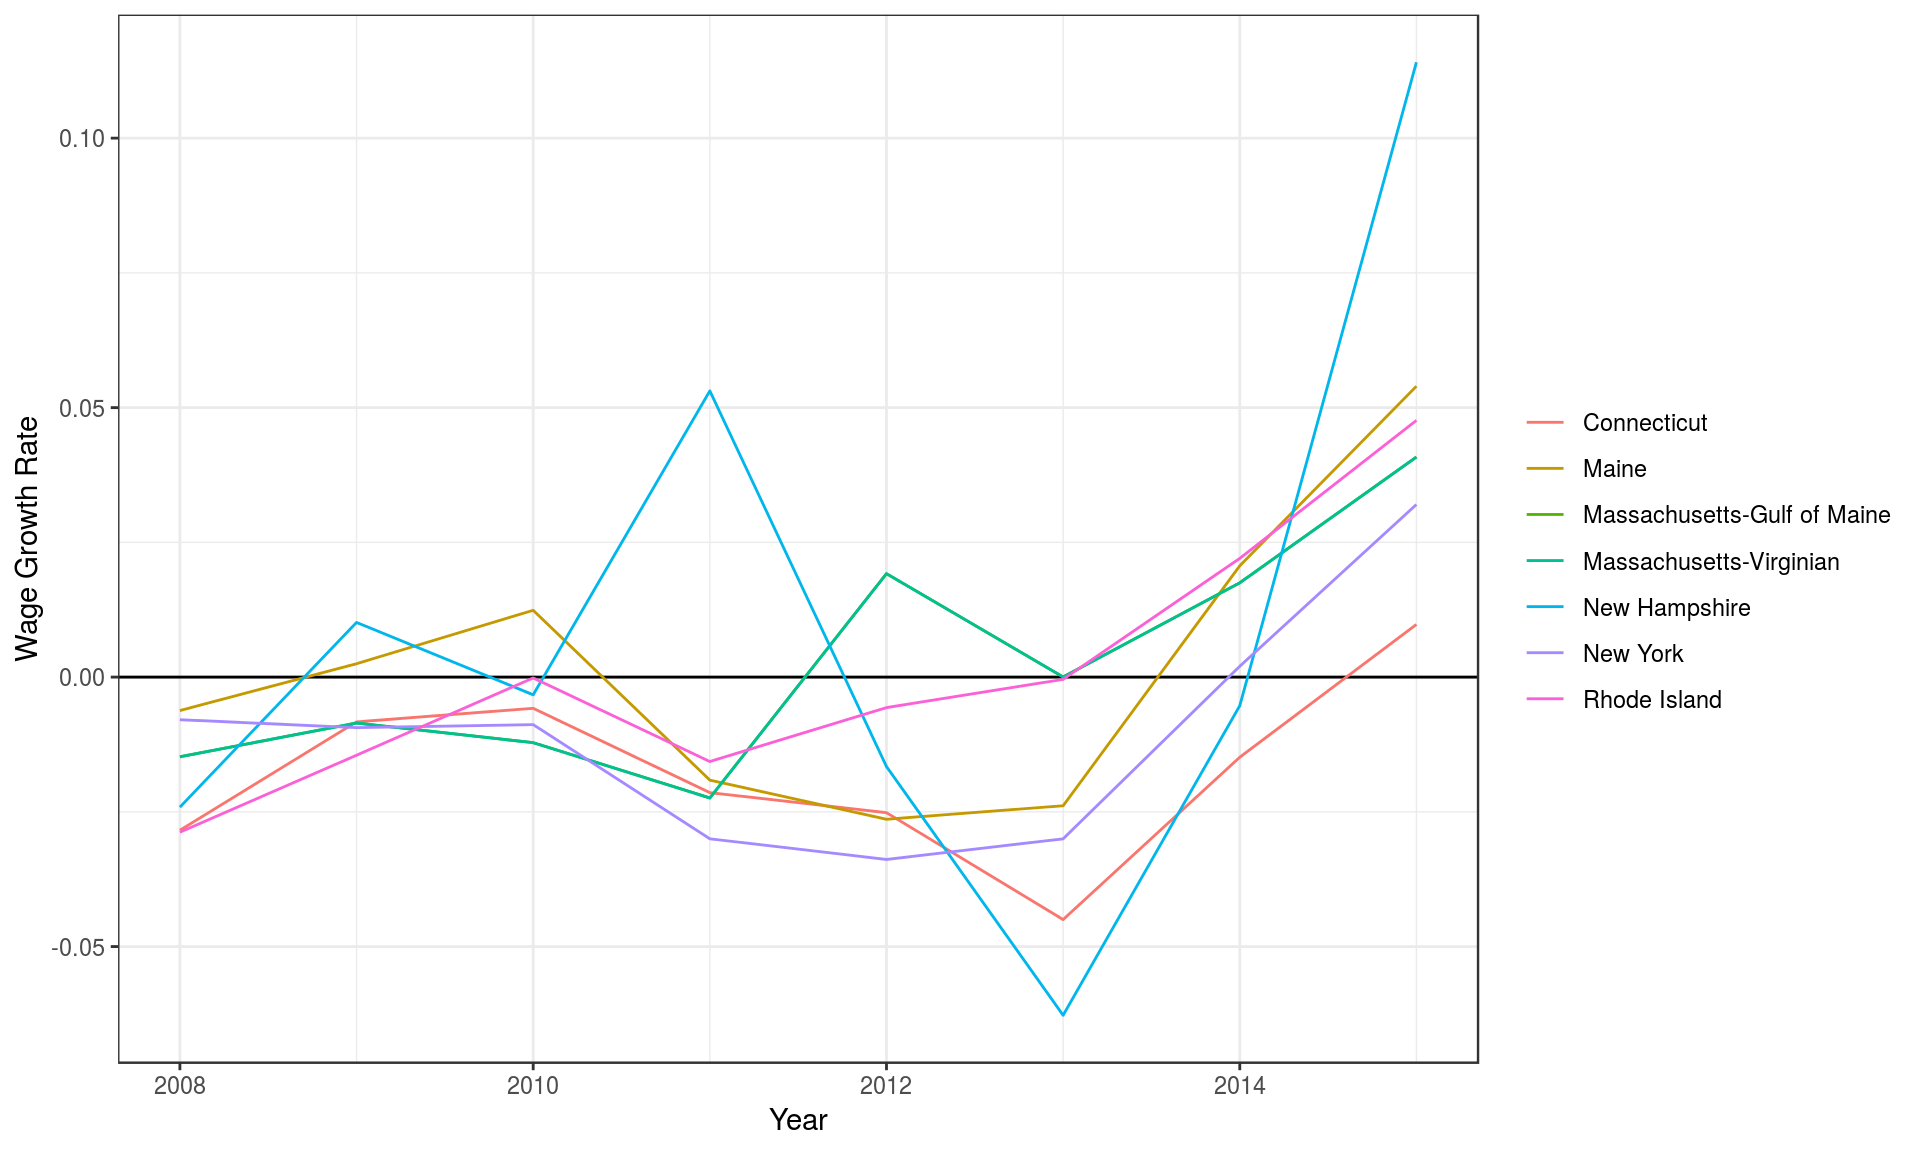 0.10
0.05
0.00
-0.05
Wage Growth Rate
2008 2010 2012 2014
Year
Connecticut
Maine
Massachusetts-Gulf of Maine
Massachusetts-Virginian
New Hampshire
New York
Rhode Island